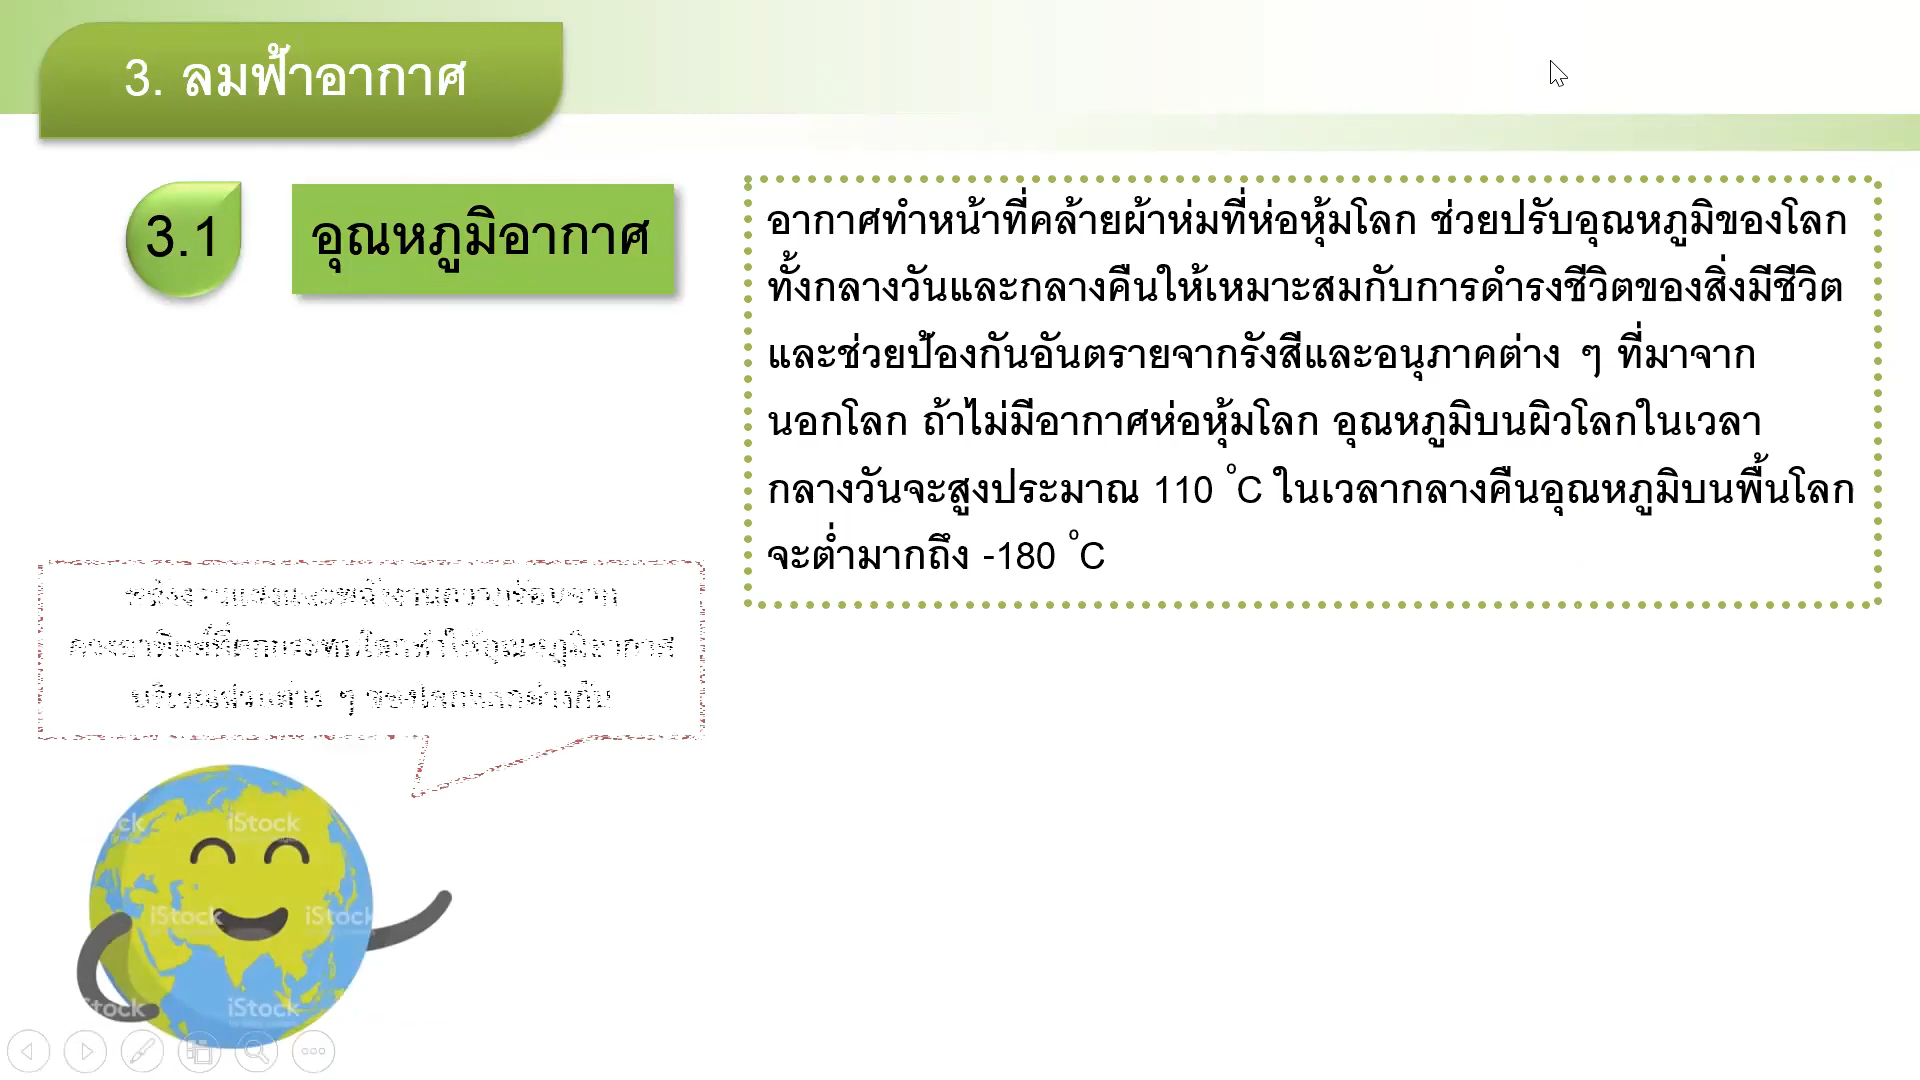 3. ลมฟ้าอากาศ
3.1
อุณหภูมิอากาศ
อากาศทำหน้าที่คล้ายผ้าห่มที่ห่อหุ้มโลก ช่วยปรับอุณหภูมิของโลก
ทั้งกลางวันและกลางคืนให้เหมาะสมกับการดำรงชีวิตของสิ่งมีชีวิต
และช่วยป้องกันอันตรายจากรังสีและอนุภาคต่าง ๆ ที่มาจาก
นอกโลก ถ้าไม่มีอากาศห่อหุ้มโลก อุณหภูมิบนผิวโลกในเวลา
กลางวันจะสูงประมาณ 110 °C ในเวลากลางคืนอุณหภูมิบนพื้นโลก
จะต่ำมากถึง -180 °C
iStock
iStock
iStock
iStock